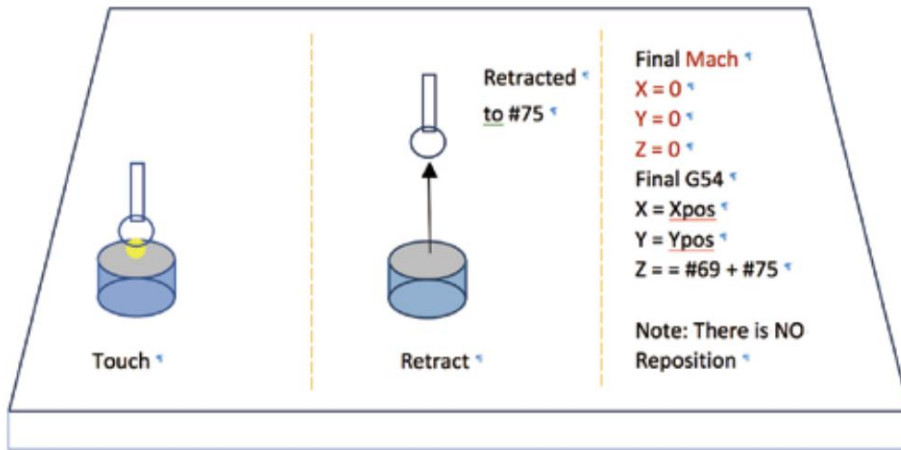 Touch
Retracted
to #75
Retract
Final Mach
X = 0
Y = 0
Z = 0
Final G54
X = Xpos
Y = Ypos
Z = = #69 + #75
Note: There is NO
Reposition